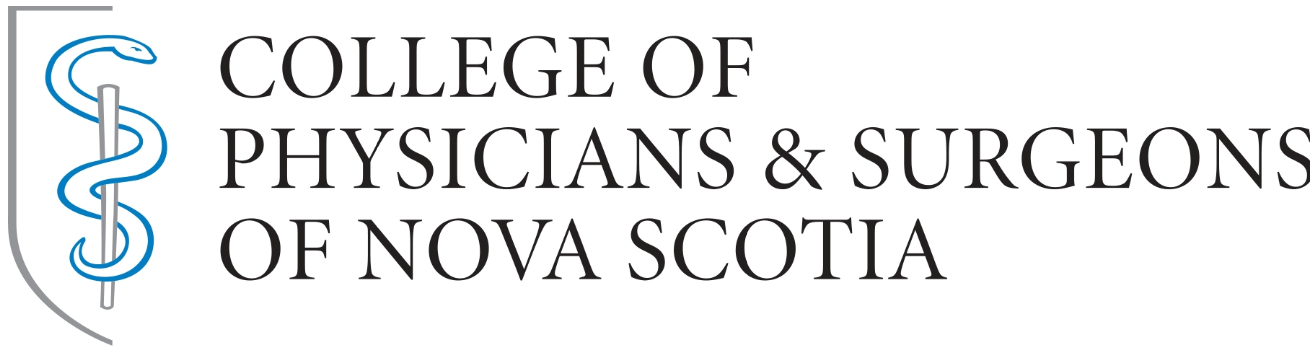 COLLEGE OF
PHYSICIANS & SURGEONS
OF NOVA SCOTIA